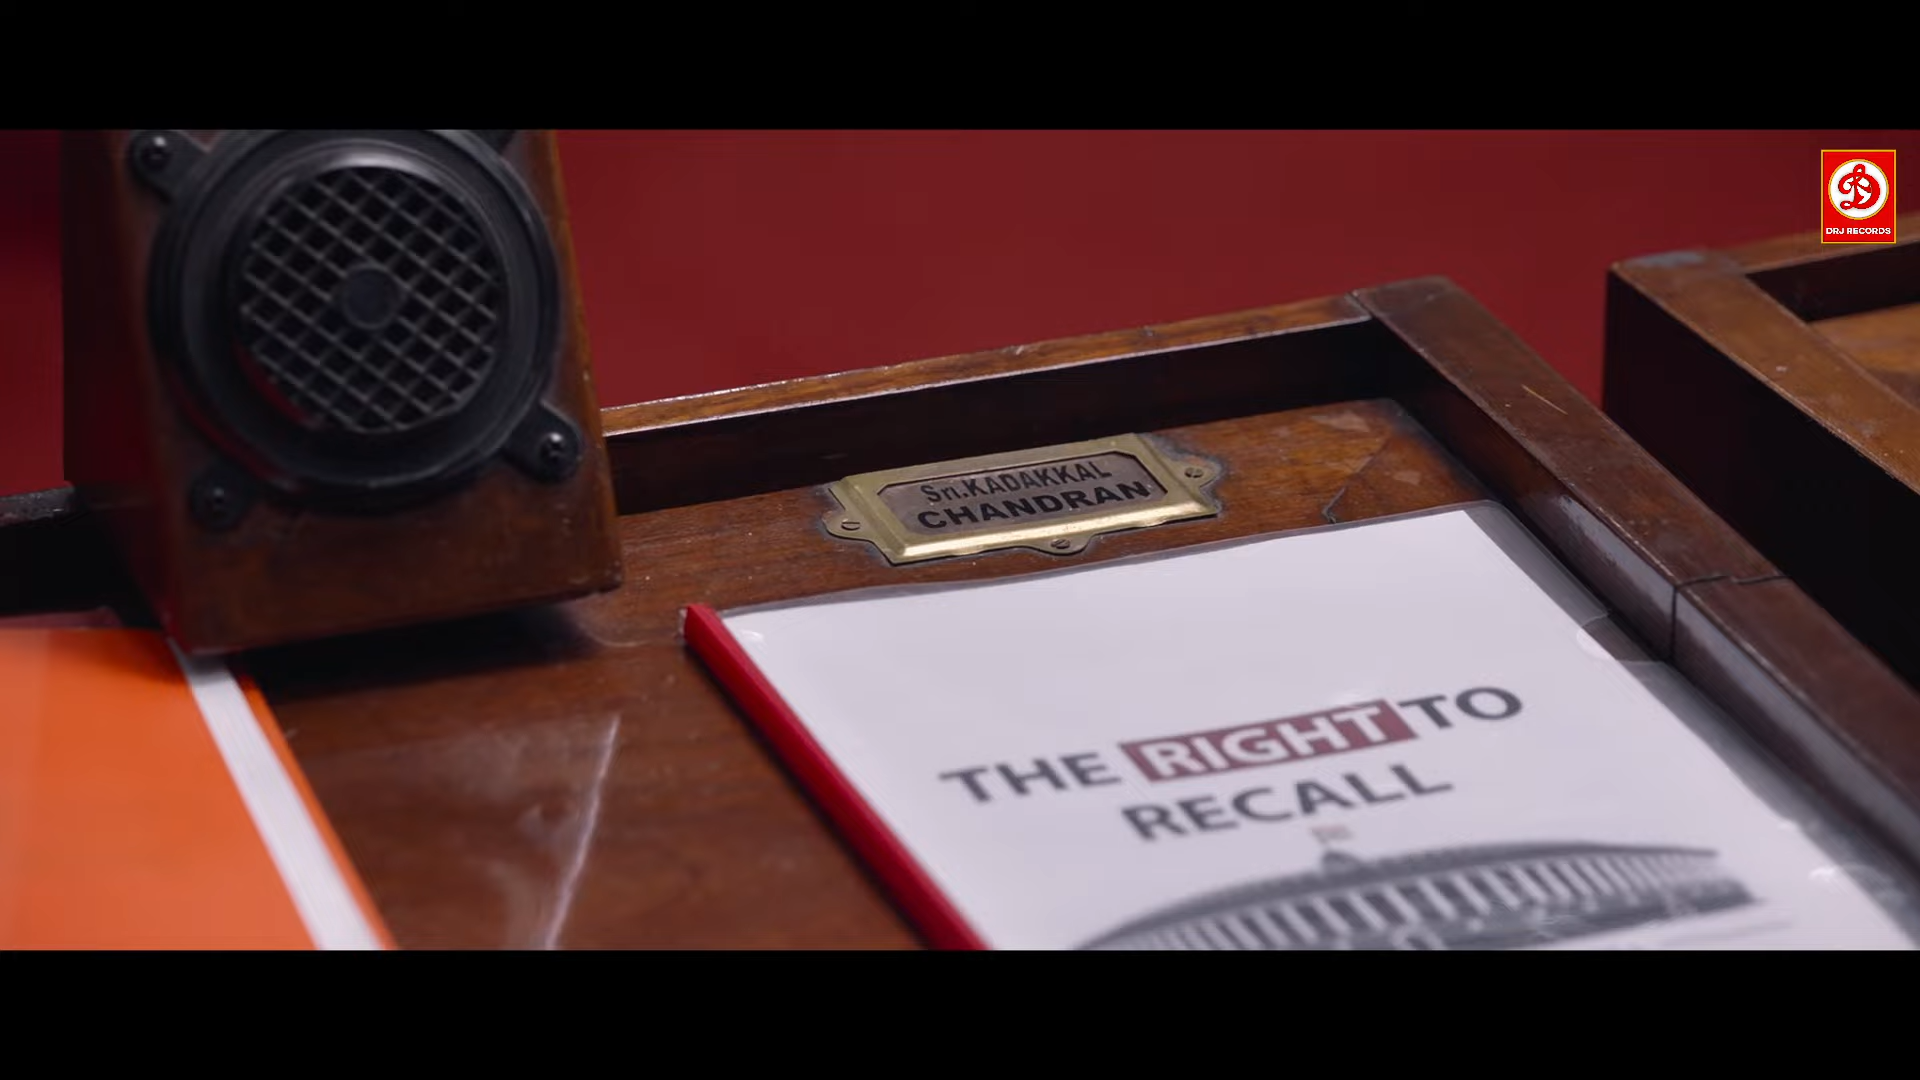 DRJ RECORDS
Sri.KADAKKAL
CHANDRAN
THE RIGHT TO
RECALL